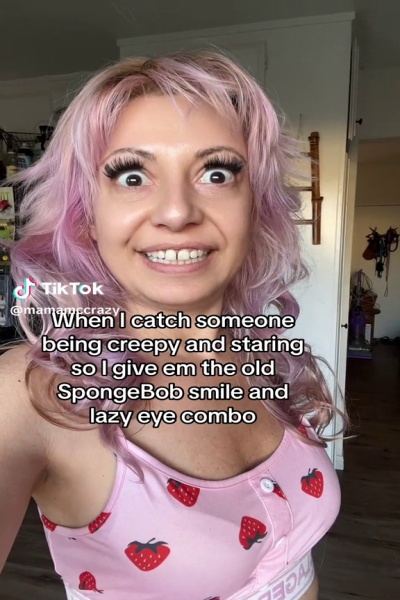 TikTok
@mamamccrazy
When I catch someone
being creepy and staring
so I give em the old
SpongeBob smile and
lazy eye combo